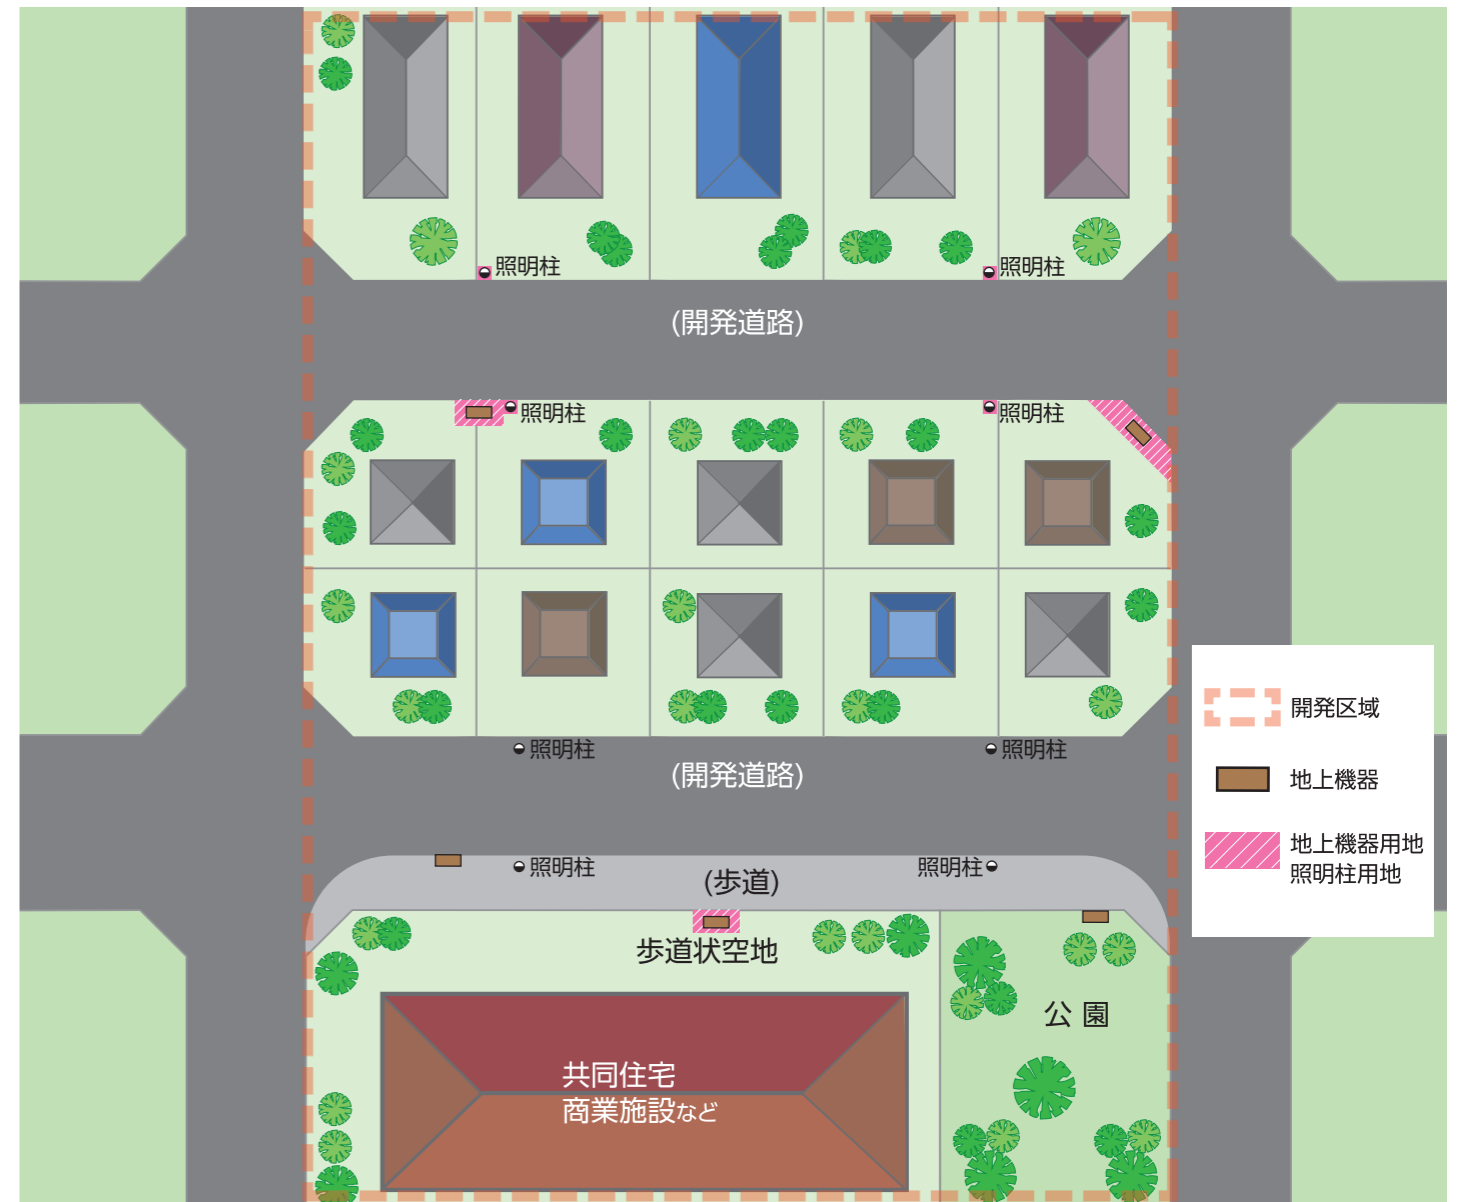 照明柱
照明柱
(開発道路)
照明柱
照明柱
照明柱
照明柱
(開発道路)
照明柱
照明柱
(歩道)
歩道状空地
公園
共同住宅
商業施設など
開発区域
地上機器
地上機器用地
照明柱用地